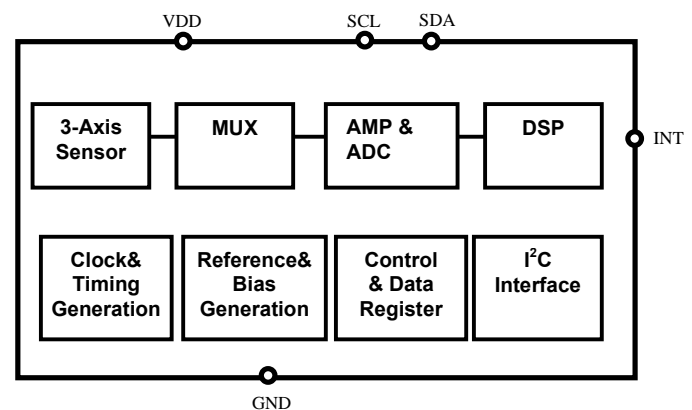 VDD
SCL
SDA
3-Axis
Sensor
MUX
AMP &
ADC
DSP
INT
Clock&
Timing
Generation
Reference&
Bias
Generation
Control
& Data
Register
I²C
Interface
GND